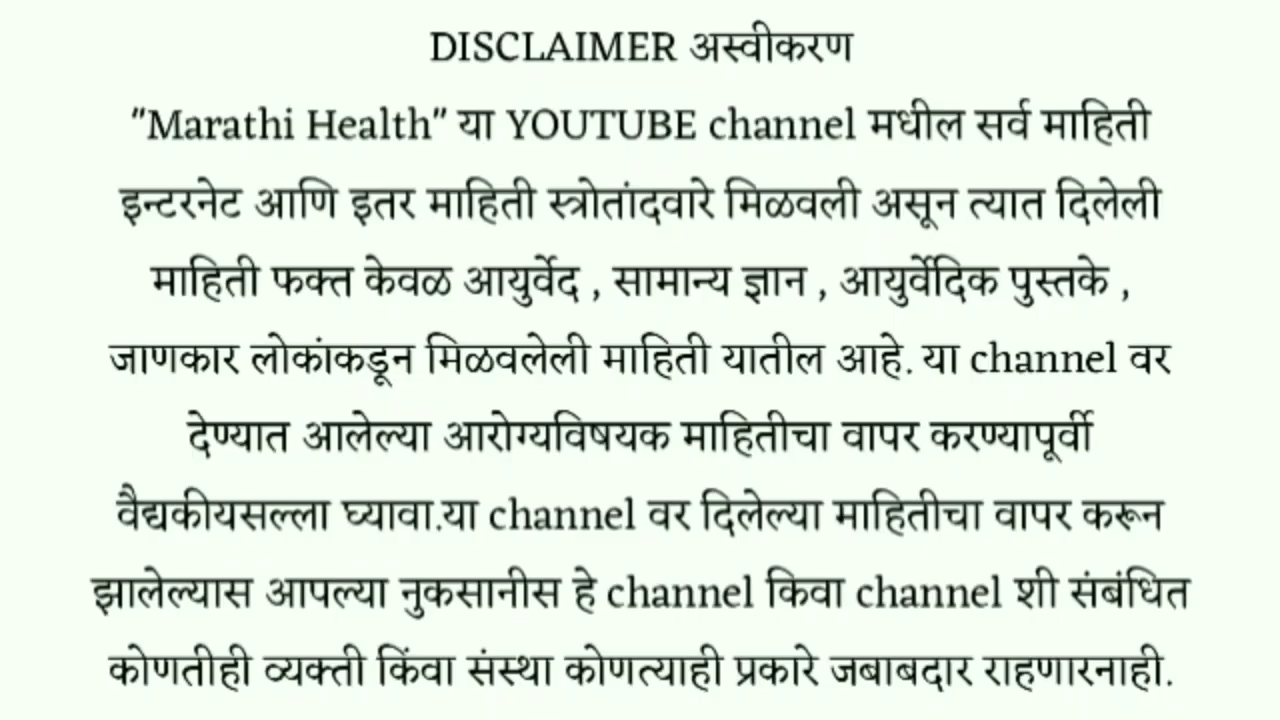 DISCLAIMER अस्वीकरण
"Marathi Health" या YOUTUBE channel मधील सर्व माहिती
इन्टरनेट आणि इतर माहिती स्त्रोतांदवारे मिळवली असून त्यात दिलेली
माहिती फक्त केवळ आयुर्वेद , सामान्य ज्ञान , आयुर्वेदिक पुस्तके ,
जाणकार लोकांकडून मिळवलेली माहिती यातील आहे. या channel वर
देण्यात आलेल्या आरोग्यविषयक माहितीचा वापर करण्यापूर्वी
वैद्यकीयसल्ला घ्यावा.या channel वर दिलेल्या माहितीचा वापर करून
झालेल्यास आपल्या नुकसानीस हे channel किवा channel शी संबंधित
कोणतीही व्यक्ती किंवा संस्था कोणत्याही प्रकारे जबाबदार राहणारनाही.